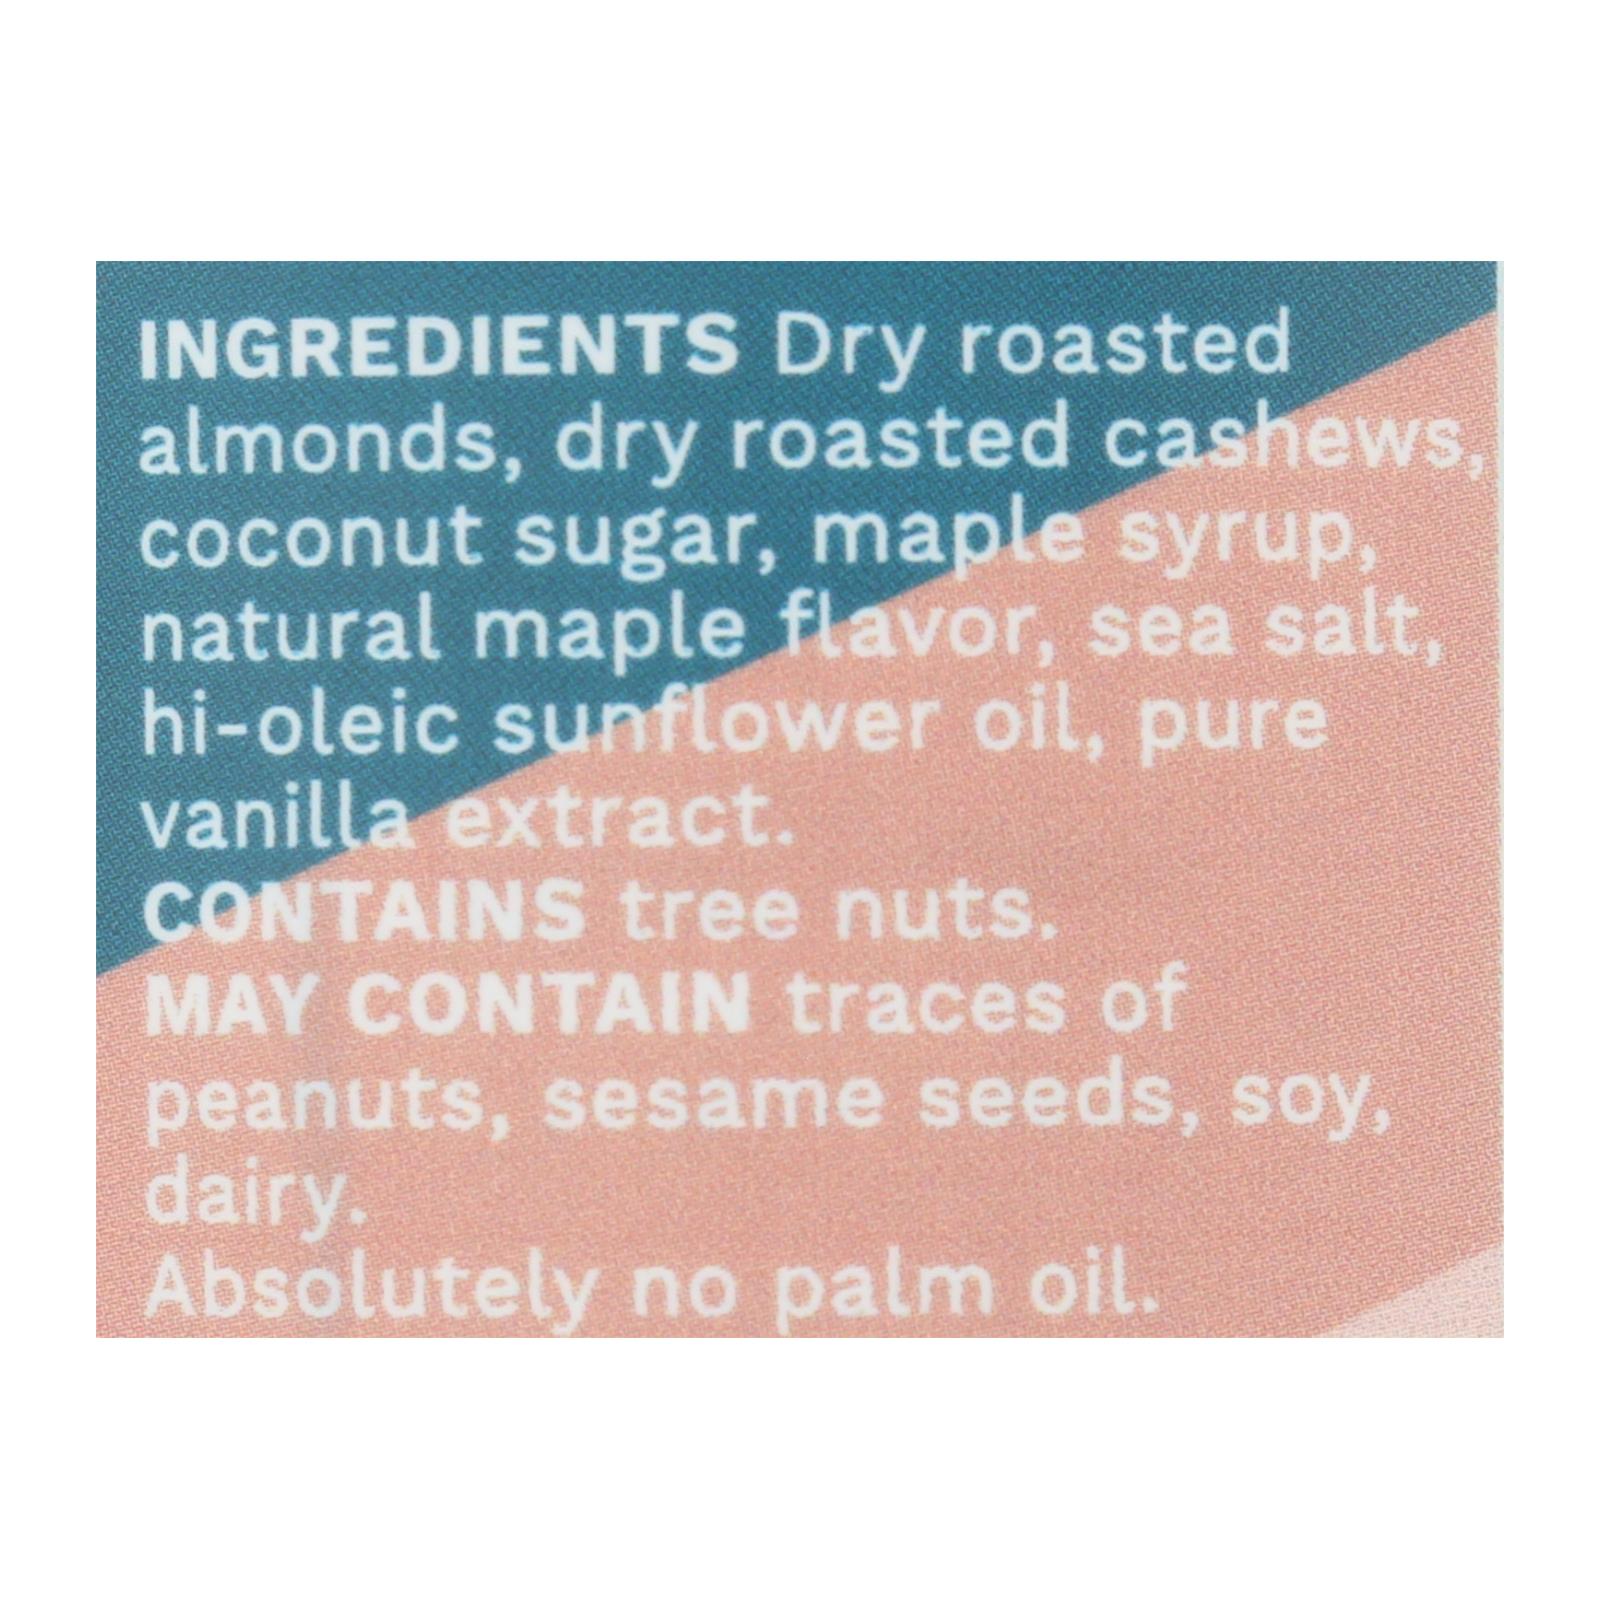 INGREDIENTS Dry roasted
almonds, dry roasted cashews,
coconut sugar, maple syrup,
natural maple flavor, sea salt,
hi-oleic sunflower oil, pure
vanilla extract.
CONTAINS tree nuts.
MAY CONTAIN traces of
peanuts, sesame seeds, soy,
dairy.
Absolutely no palm oil.